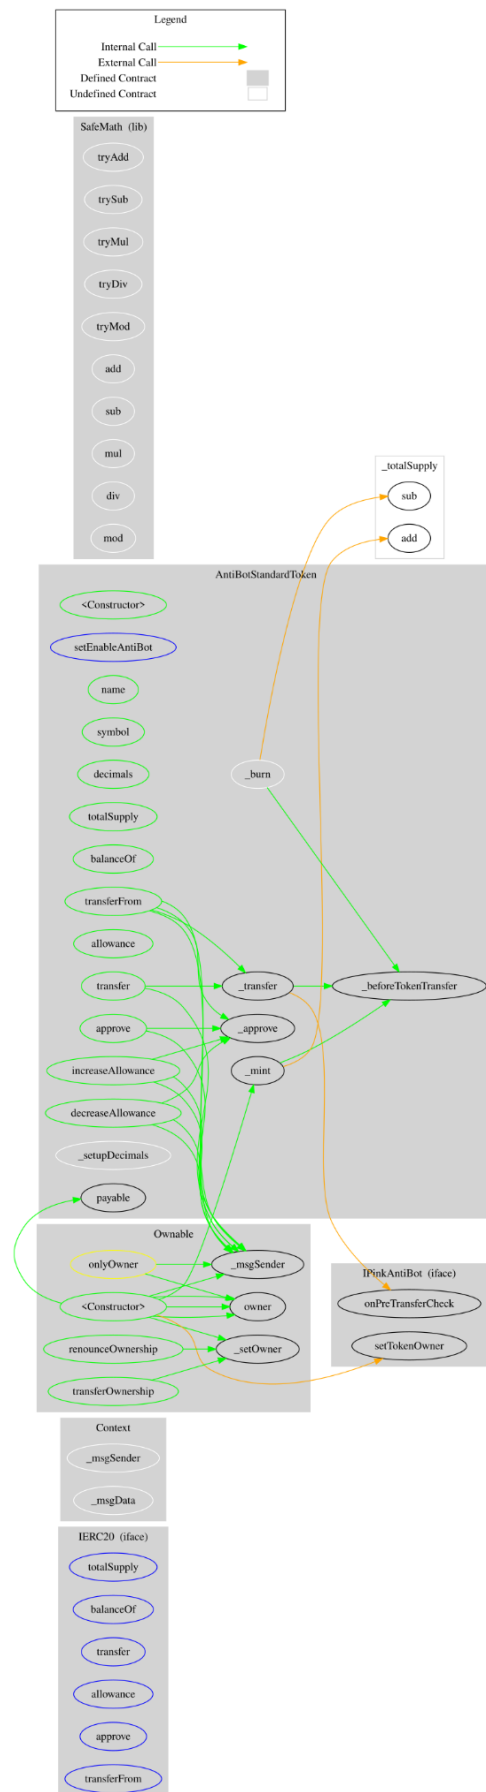 Legend
Internal Call
External Call
Defined Contract
Undefined Contract
SafeMath (lib)
tryAdd
trySub
tryMul
tryDiv
tryMod
add
sub
mul
div
mod
_totalSupply
sub
add
AntiBotStandardToken
<Constructor>
setEnableAntiBot
name
symbol
decimals
_burn
totalSupply
balanceOf
transferFrom
allowance
transfer
_transfer
_beforeTokenTransfer
approve
_approve
increaseAllowance
_mint
decreaseAllowance
_setupDecimals
payable
Ownable
onlyOwner
_msgSender
<Constructor>
owner
renounceOwnership
_setOwner
transferOwnership
IPinkAntiBot (iface)
onPreTransferCheck
setTokenOwner
Context
_msgSender
_msgData
IERC20 (iface)
totalSupply
balanceOf
transfer
allowance
approve
transferFrom